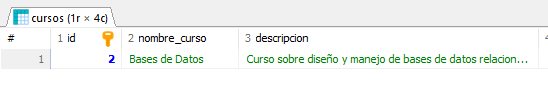 cursos (1r × 4c)
# 1 id 2 nombre_curso 3 descripcion 4
1 2 Bases de Datos Curso sobre diseño y manejo de bases de datos relacion...